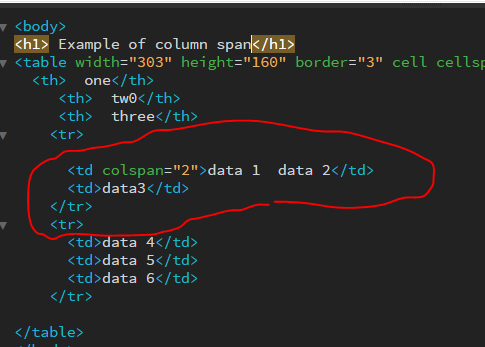 <body>
<h1> Example of column span</h1>
<table width="303" height="160" border="3" cell cellsp
<th>  one</th>
<th>  tw0</th>
<th>  three</th>
<tr>
<td colspan="2">data 1  data 2</td>
<td>data3</td>
</tr>
<tr>
<td>data 4</td>
<td>data 5</td>
<td>data 6</td>
</tr>
</table>